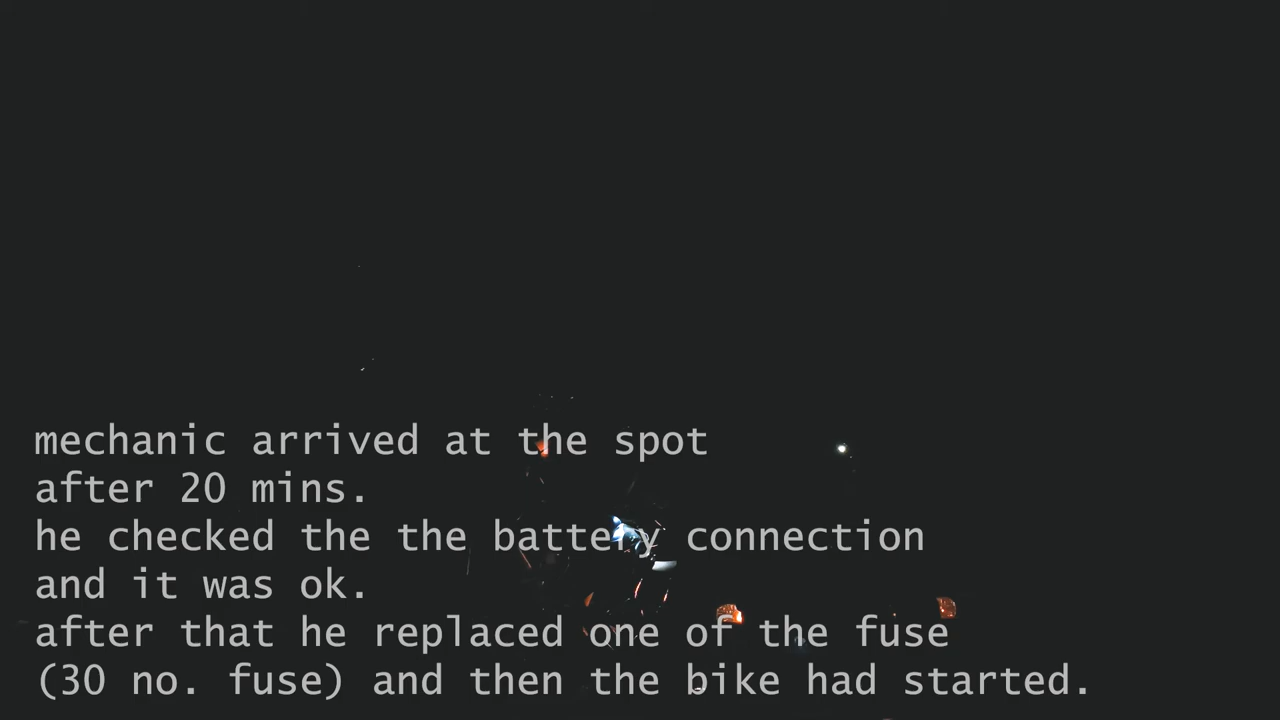 mechanic arrived at the spot
after 20 mins.
he checked the the battery connection
and it was ok.
after that he replaced one of the fuse
(30 no. fuse) and then the bike had started.